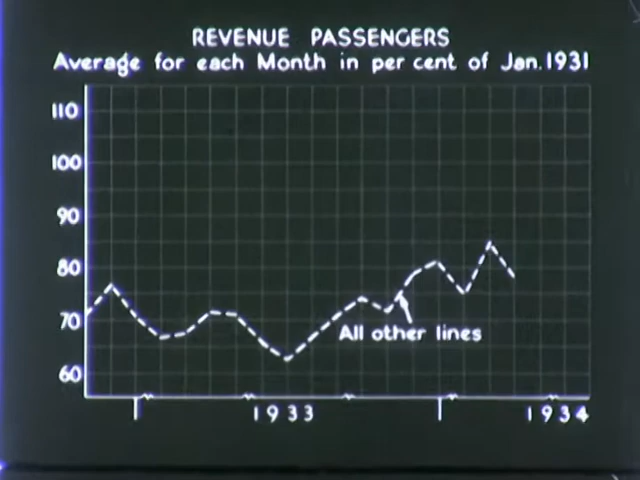 REVENUE PASSENGERS
Average for each Month in per cent of Jan.1931
110
100
90
80
70
60
All other lines
1933
1934